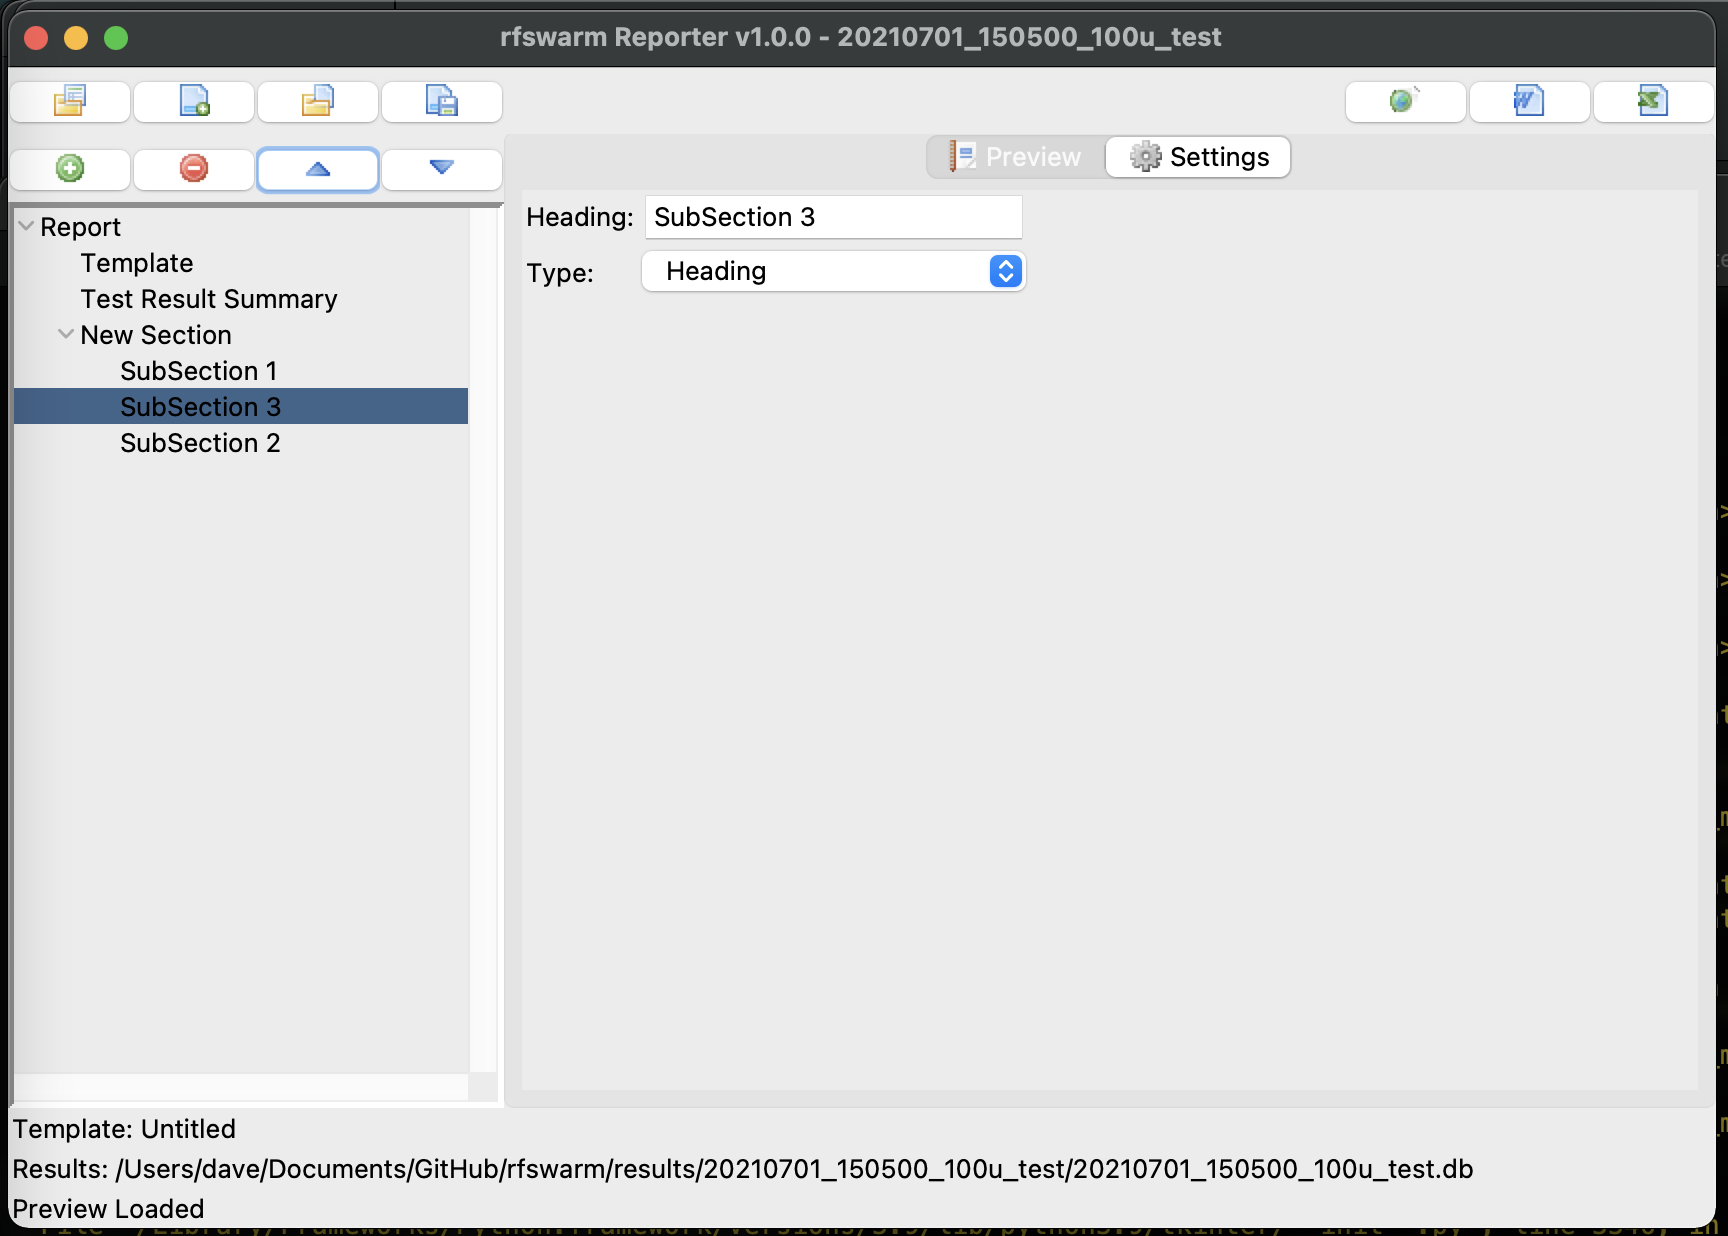 rfswarm Reporter v1.0.0 - 20210701_150500_100u_test
Preview
Settings
Report
Template
Test Result Summary
New Section
SubSection 1
SubSection 3
SubSection 2
Heading: SubSection 3
Type: Heading
Template: Untitled
Results: /Users/dave/Documents/GitHub/rfswarm/results/20210701_150500_100u_test/20210701_150500_100u_test.db
Preview Loaded